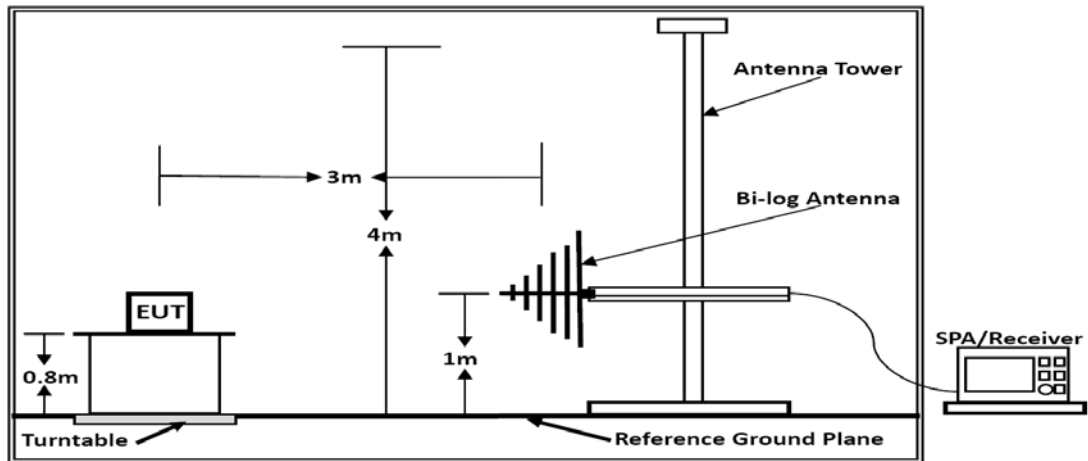 Antenna Tower
3m
Bi-log Antenna
4m
EUT
SPA/Receiver
1m
0.8m
Turntable
Reference Ground Plane